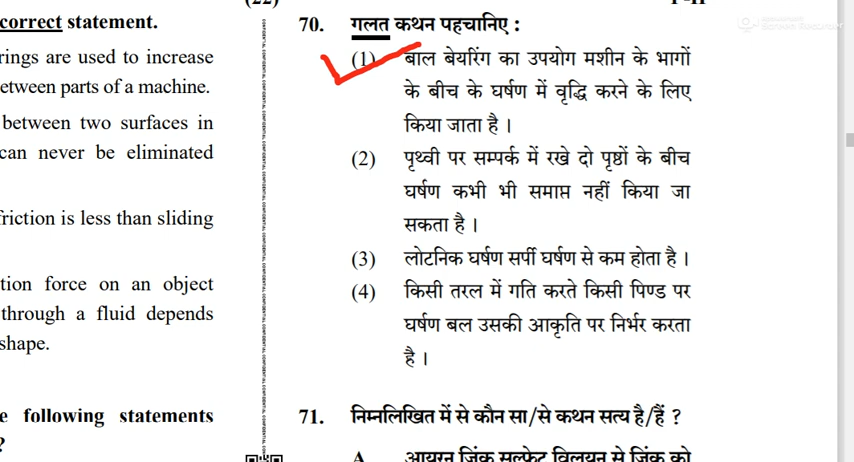 (22)
correct statement.
rings are used to increase
etween parts of a machine.
between two surfaces in
can never be eliminated
friction is less than sliding
tion force on an object
through a fluid depends
shape.
e following statements
?
70. गलत कथन पहचानिए :
(1) बाल बेयरिंग का उपयोग मशीन के भागों
के बीच के घर्षण में वृद्धि करने के लिए
किया जाता है ।
(2) पृथ्वी पर सम्पर्क में रखे दो पृष्ठों के बीच
घर्षण कभी भी समाप्त नहीं किया जा
सकता है ।
(3) लोटनिक घर्षण सर्पी घर्षण से कम होता है ।
(4) किसी तरल में गति करते किसी पिण्ड पर
घर्षण बल उसकी आकृति पर निर्भर करता
है ।
71. निम्नलिखित में से कौन सा/से कथन सत्य है/हैं ?
A. आयरन जिंक सल्फेट विलयन से जिंक को